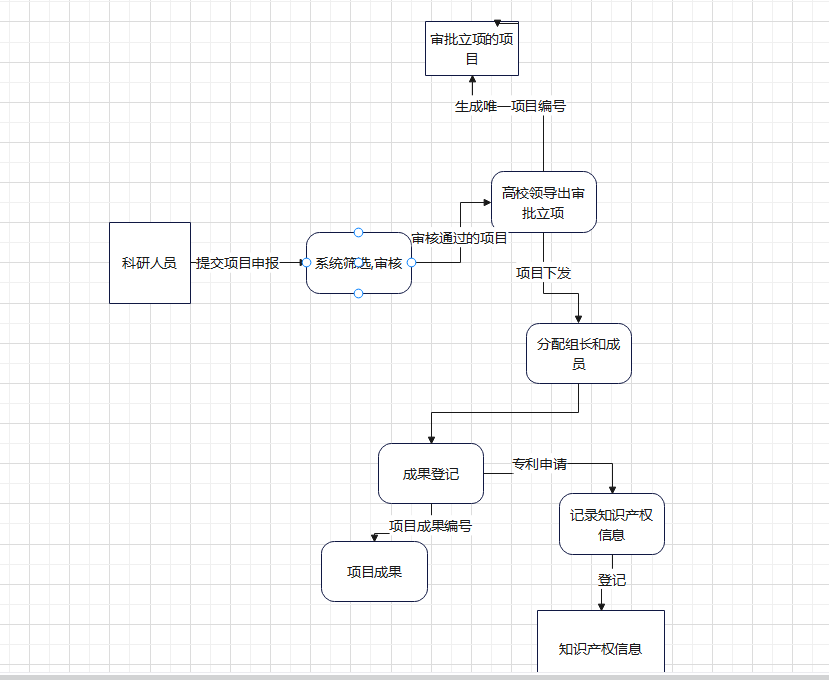 审批立项的项
目
生成唯一项目编号
高校领导出审
批立项
审核通过的项目
科研人员
提交项目申报
系统筛选,审核
项目下发
分配组长和成
员
成果登记
专利申请
记录知识产权
信息
项目成果编号
项目成果
登记
知识产权信息